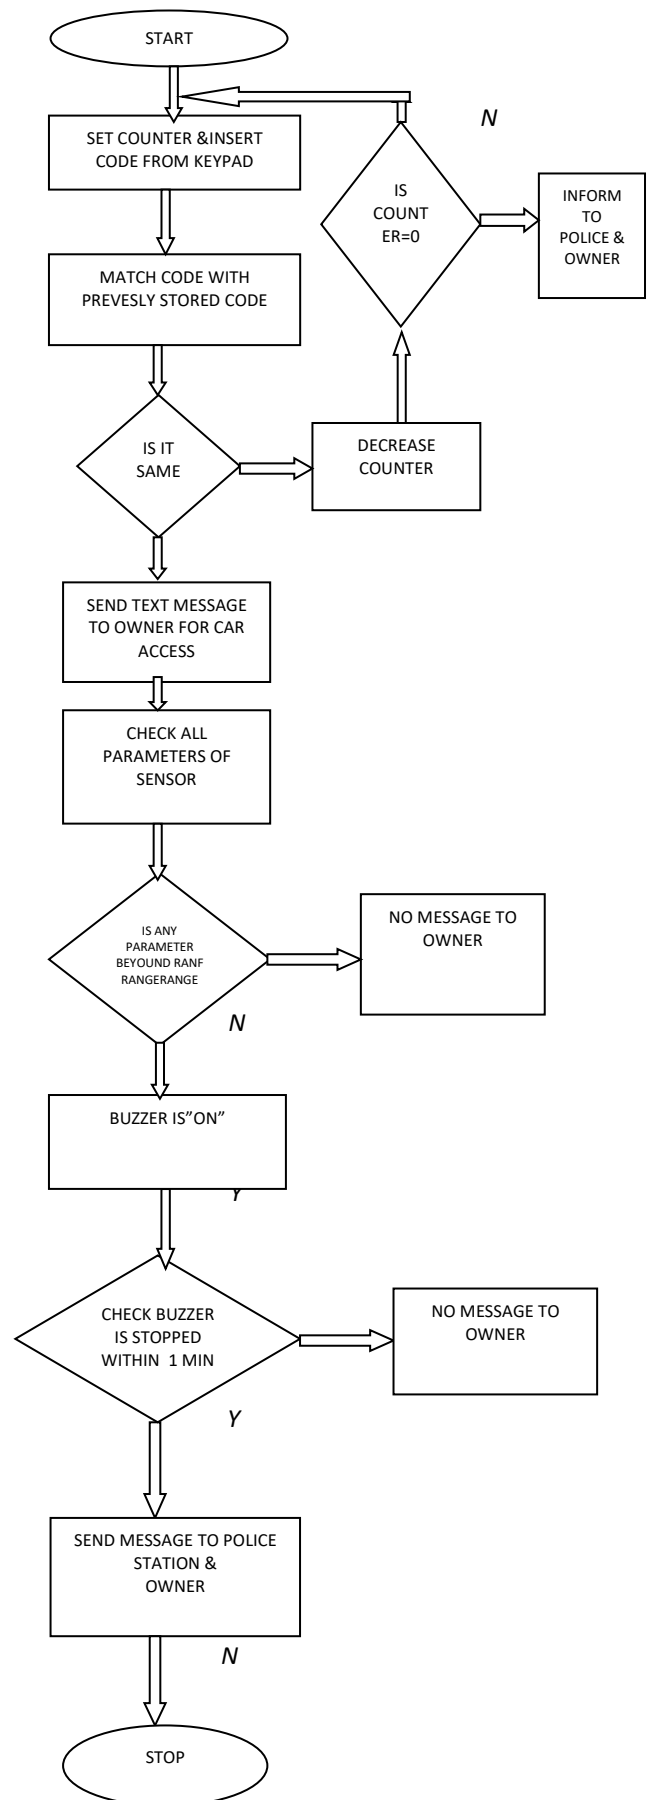 START
N
SET COUNTER &INSERT
CODE FROM KEYPAD
IS
COUNT
ER=0
INFORM
TO
POLICE &
OWNER
MATCH CODE WITH
PREVESLY STORED CODE
IS IT
SAME
DECREASE
COUNTER
SEND TEXT MESSAGE
TO OWNER FOR CAR
ACCESS
CHECK ALL
PARAMETERS OF
SENSOR
IS ANY
PARAMETER
BEYOUND RANF
RANGERANGE
NO MESSAGE TO
OWNER
N
BUZZER IS”ON”
Y
CHECK BUZZER
IS STOPPED
WITHIN 1 MIN
NO MESSAGE TO
OWNER
Y
SEND MESSAGE TO POLICE
STATION &
OWNER
N
STOP